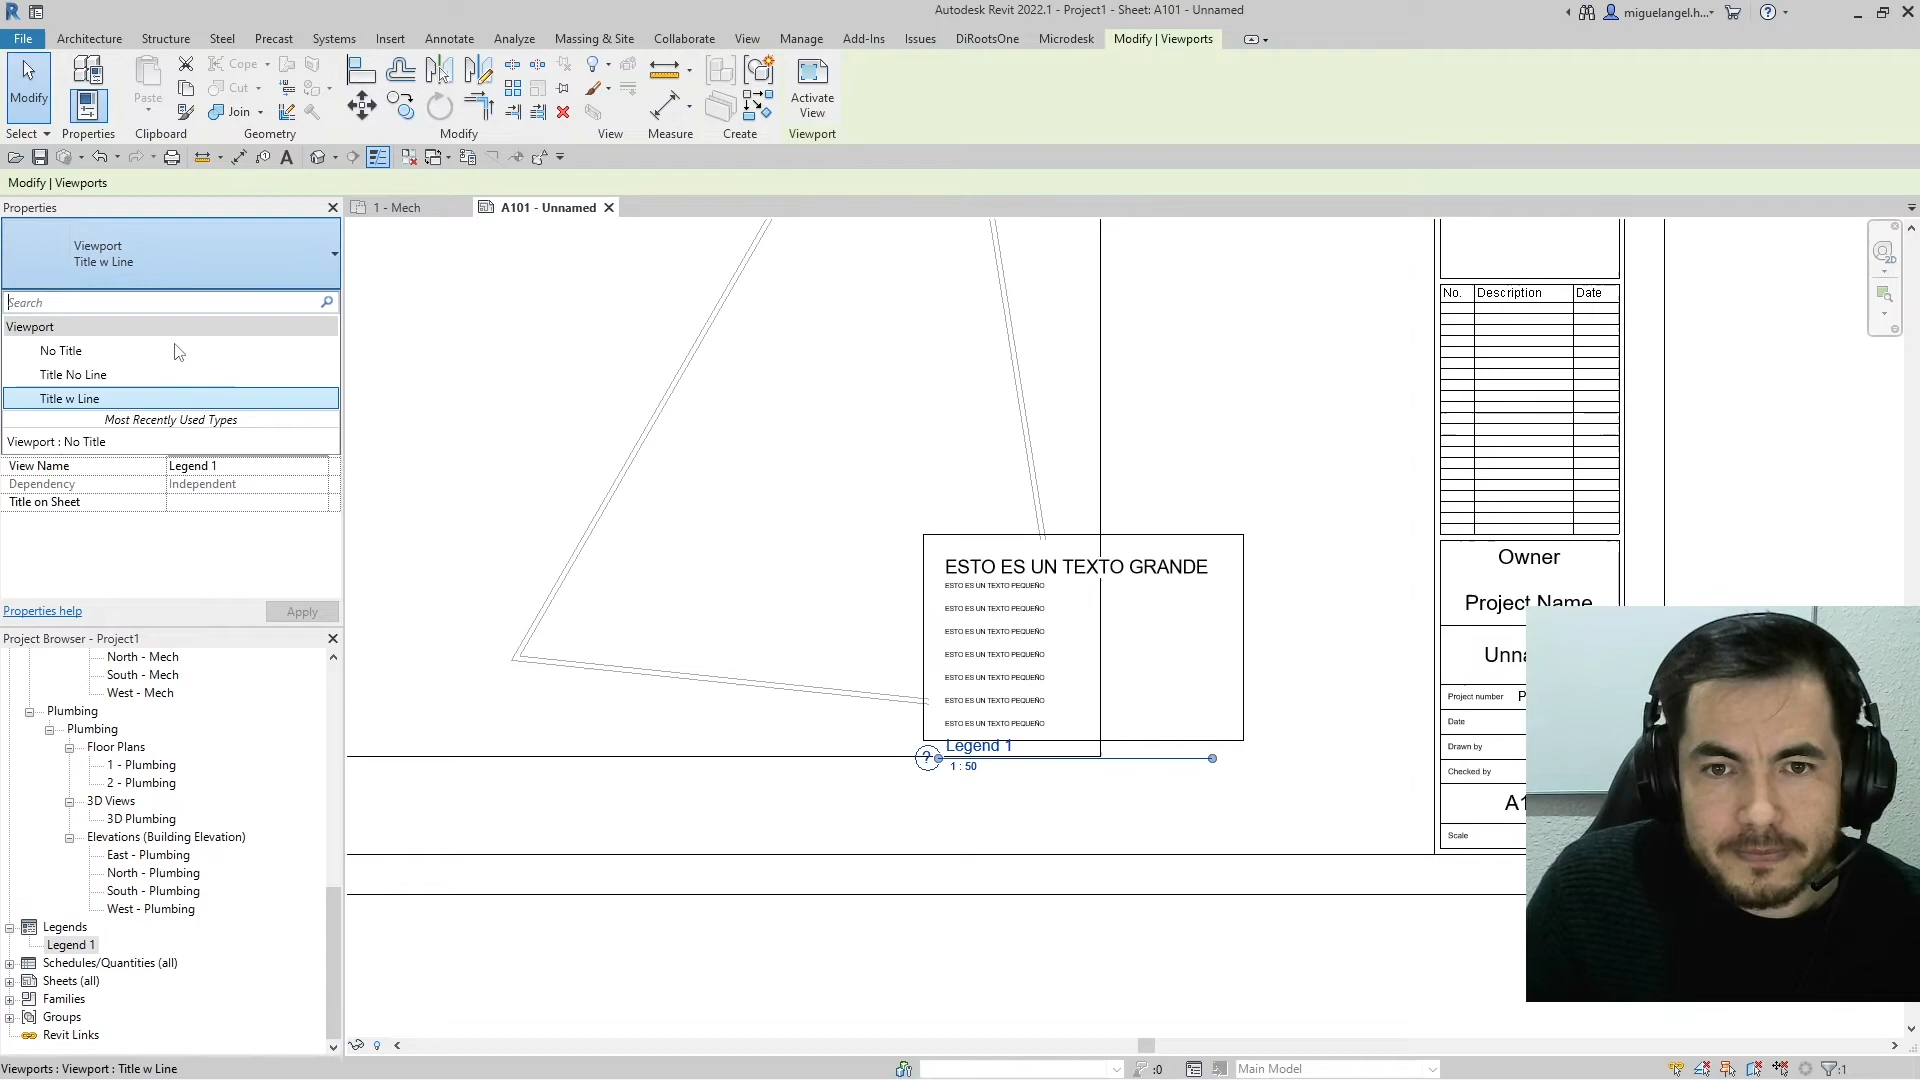 Autodesk Revit 2022.1 - Project1 - Sheet: A101 - Unnamed
miguelangel.h...
File
Architecture
Structure
Steel
Precast
Systems
Insert
Annotate
Analyze
Massing & Site
Collaborate
View
Manage
Add-Ins
Issues
DiRootsOne
Microdesk
Modify | Viewports
Modify
Paste
Cope
Cut
Join
Activate
View
Select
Properties
Clipboard
Geometry
Modify
View
Measure
Create
Viewport
Modify | Viewports
Properties
1 - Mech
A101 - Unnamed
Viewport
Title w Line
Search
Viewport
No Title
Title No Line
Title w Line
Most Recently Used Types
Viewport : No Title
View Name
Legend 1
Dependency
Independent
Title on Sheet
Properties help
Apply
Project Browser - Project1
North - Mech
South - Mech
West - Mech
Plumbing
Plumbing
Floor Plans
1 - Plumbing
2 - Plumbing
3D Views
3D Plumbing
Elevations (Building Elevation)
East - Plumbing
North - Plumbing
South - Plumbing
West - Plumbing
Legends
Legend 1
Schedules/Quantities (all)
Sheets (all)
Families
Groups
Revit Links
ESTO ES UN TEXTO GRANDE
ESTO ES UN TEXTO PEQUEÑO
ESTO ES UN TEXTO PEQUEÑO
ESTO ES UN TEXTO PEQUEÑO
ESTO ES UN TEXTO PEQUEÑO
ESTO ES UN TEXTO PEQUEÑO
ESTO ES UN TEXTO PEQUEÑO
ESTO ES UN TEXTO PEQUEÑO
?
Legend 1
1 : 50
No.
Description
Date
Owner
Project Name
Unna
Project number
P
Date
Drawn by
Checked by
A1
Scale
2D
Viewports : Viewport : Title w Line
:0
Main Model
:1